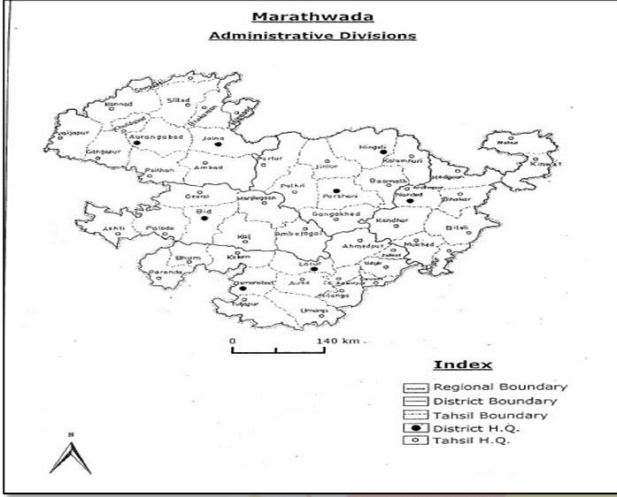 Marathwada
Administrative Divisions
Sillod
Kannad
Vaijapur
Aurangabad
Jalna
Gangapur
Paithan
Ambad
Partur
Jintur
Hingoli
Kalamnuri
Kinwat
Georai
Manjlegaon
Pathri
Parbhani
Basmath
Nanded
Bhokar
Bid
Gangakhed
Kandhar
Biloli
Ashti
Patoda
Kaij
Ambejogai
Ahmedpur
Mukhed
Bhum
Kalam
Latur
Udgir
Paranda
Osmanabad
Ausa
Nilanga
Tuljapur
Umarga
0 140 km
Index
Regional Boundary
District Boundary
Tahsil Boundary
District H.Q.
Tahsil H.Q.
N